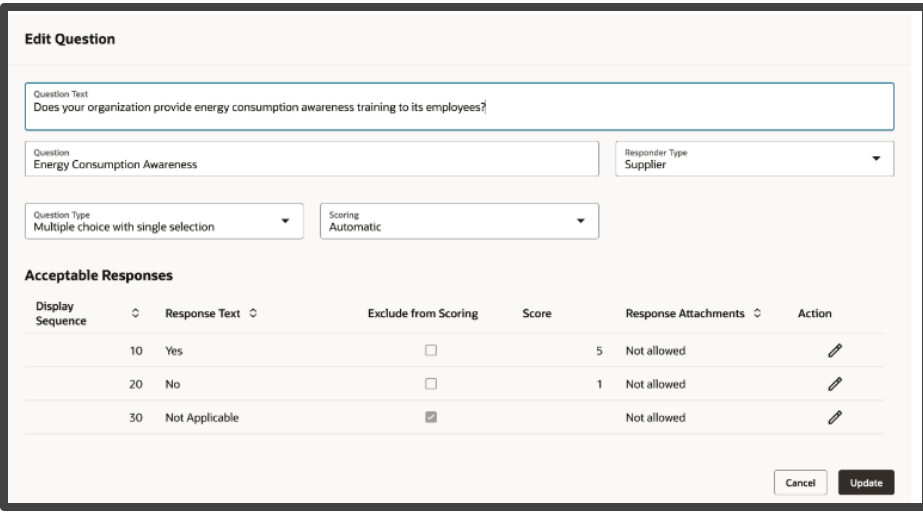 Edit Question
Question Text
Does your organization provide energy consumption awareness training to its employees?
Question
Energy Consumption Awareness
Responder Type
Supplier
Question Type
Multiple choice with single selection
Scoring
Automatic
Acceptable Responses
Display Sequence Response Text Exclude from Scoring Score Response Attachments Action
10 Yes 5 Not allowed
20 No 1 Not allowed
30 Not Applicable Not allowed
Cancel Update